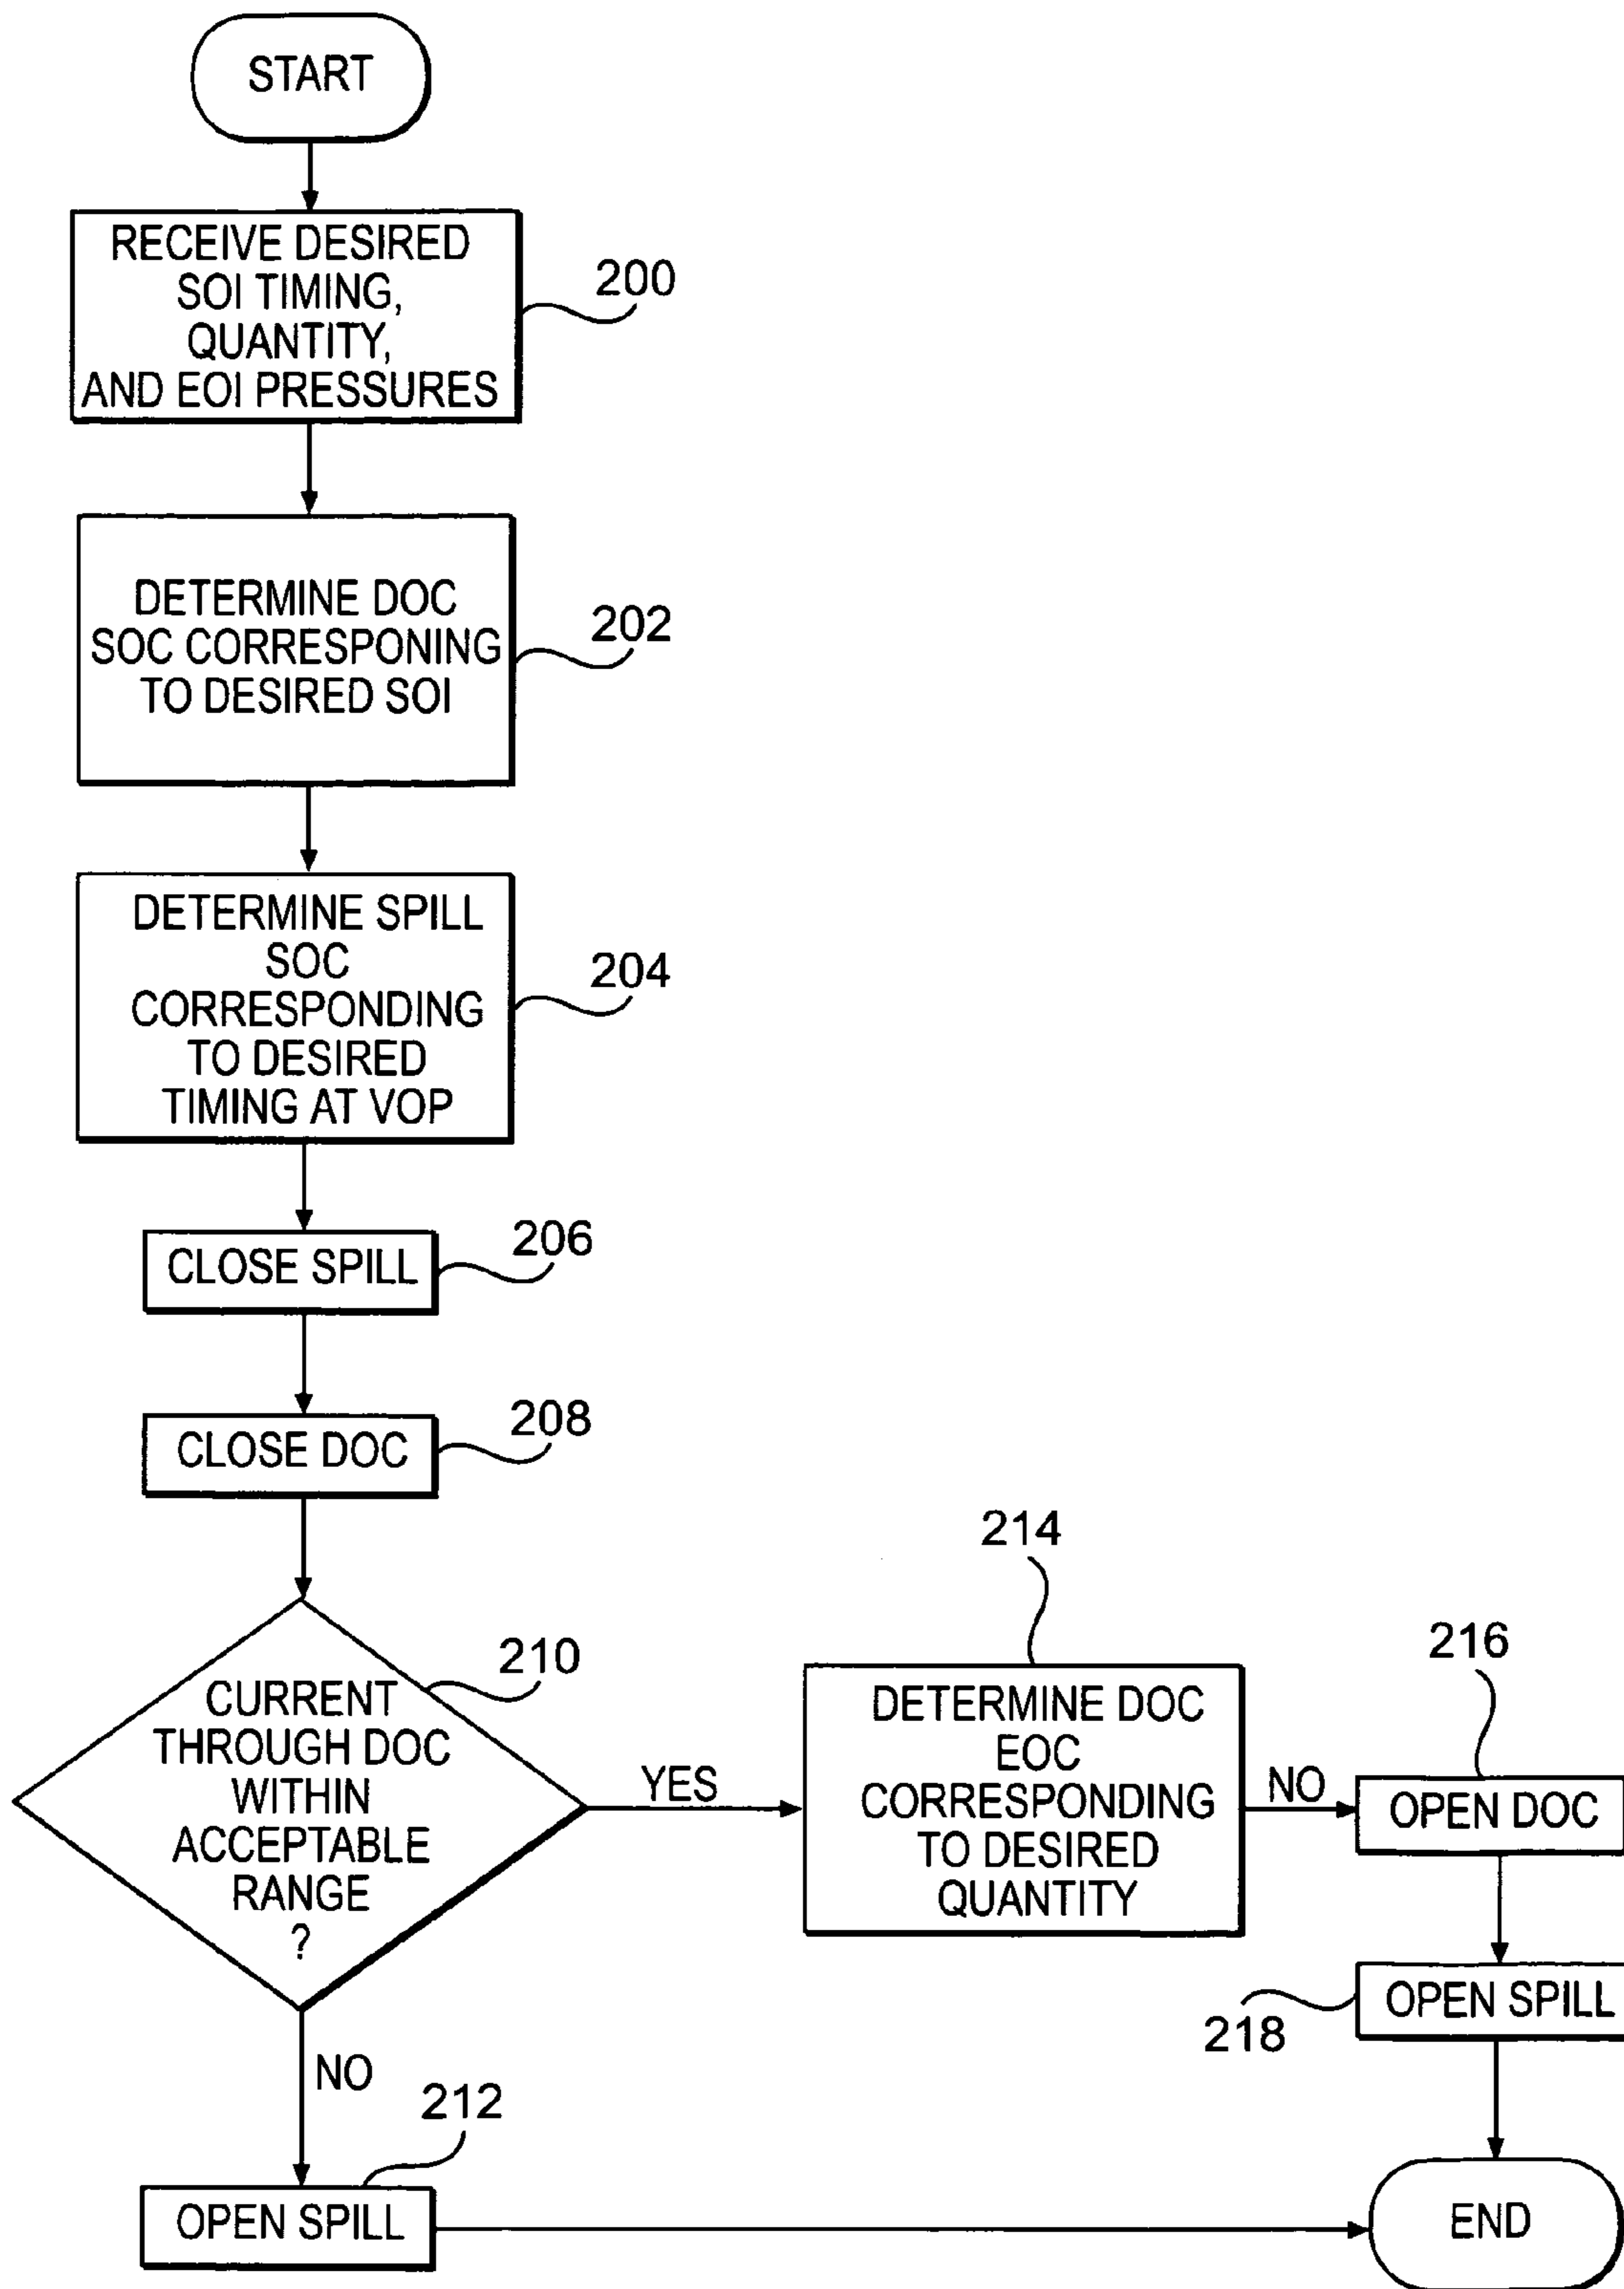 START
RECEIVE DESIRED
SOI TIMING,
QUANTITY,
AND EOI PRESSURES
200
DETERMINE DOC
SOC CORRESPONING
TO DESIRED SOI
202
DETERMINE SPILL
SOC
CORRESPONDING
TO DESIRED
TIMING AT VOP
204
CLOSE SPILL
206
CLOSE DOC
208
CURRENT
THROUGH DOC
WITHIN
ACCEPTABLE
RANGE
?
210
YES
NO
212
OPEN SPILL
214
DETERMINE DOC
EOC
CORRESPONDING
TO DESIRED
QUANTITY
NO
216
OPEN DOC
OPEN SPILL
218
END